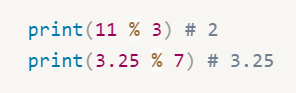 print(11 % 3) # 2
print(3.25 % 7) # 3.25